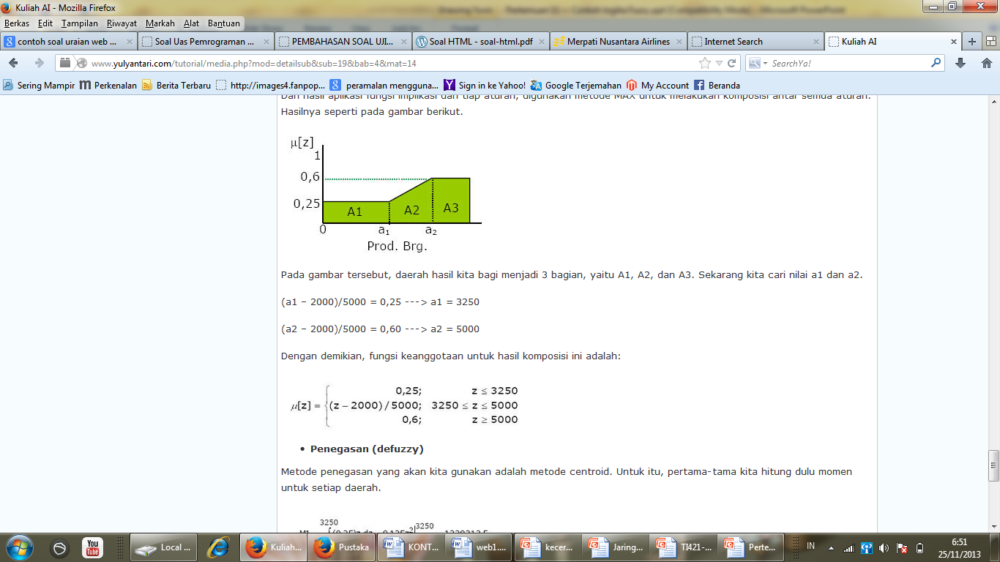 Kuliah AI - Mozilla Firefox
Berkas Edit Tampilan Riwayat Markah Alat Bantuan
contoh soal uraian web ... Soal Uas Pemrograman ... PEMBAHASAN SOAL UJI... Soal HTML - soal-html.pdf Merpati Nusantara Airlines Internet Search Kuliah AI
www.yulyantari.com/tutorial/media.php?mod=detailsub&sub=19&bab=4&mat=14 SearchYa!
Sering Mampir Perkenalan Berita Terbaru http://images4.fanpop... peramalan mengguna... Sign in ke Yahoo! Google Terjemahan My Account Beranda
Dari hasil aplikasi fungsi implikasi dari tiap aturan, digunakan metode MAX untuk melakukan komposisi antar semua aturan.
Hasilnya seperti pada gambar berikut.
μ[z]
1
0,6
0,25
A1 A2 A3
0 a1 a2
Prod. Brg.
Pada gambar tersebut, daerah hasil kita bagi menjadi 3 bagian, yaitu A1, A2, dan A3. Sekarang kita cari nilai a1 dan a2.
(a1 – 2000)/5000 = 0,25 ---> a1 = 3250
(a2 – 2000)/5000 = 0,60 ---> a2 = 5000
Dengan demikian, fungsi keanggotaan untuk hasil komposisi ini adalah:
0,25; z ≤ 3250
μ[z] = { (z – 2000) / 5000; 3250 ≤ z ≤ 5000
0,6; z ≥ 5000
• Penegasan (defuzzy)
Metode penegasan yang akan kita gunakan adalah metode centroid. Untuk itu, pertama-tama kita hitung dulu momen
untuk setiap daerah.
3250 3250
Local ... Kuliah... Pustaka KONT... web1.... kecer... Jaring... TI421-... Perte... IN 6:51
25/11/2013